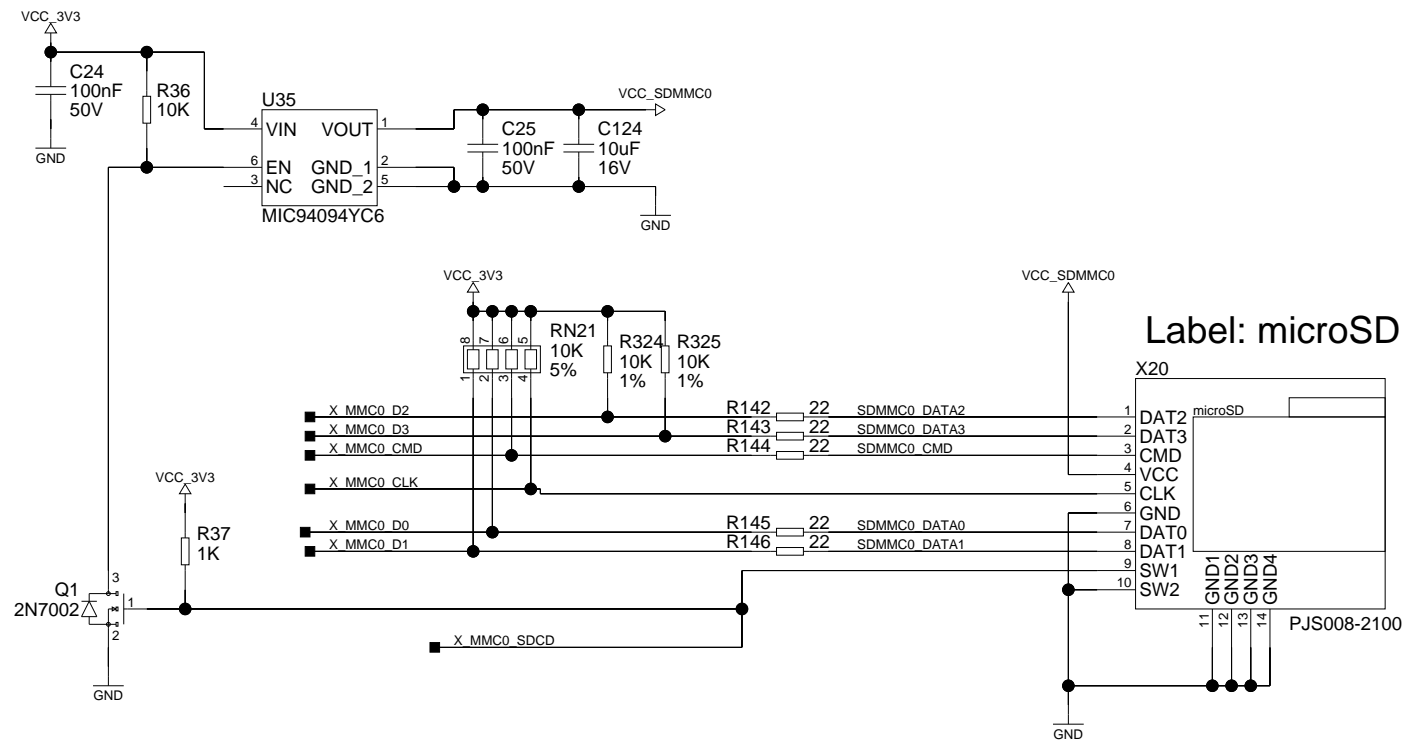 VCC_3V3
C24
100nF
50V
R36
10K
GND
U35
4 VIN VOUT 1
6 EN GND_1 2
3 NC GND_2 5
MIC94094YC6
VCC_SDMMC0
C25
100nF
50V
C124
10uF
16V
GND
VCC_3V3
8 7 6 5
1 2 3 4
RN21
10K
5%
R324
10K
1%
R325
10K
1%
VCC_SDMMC0
Label: microSD
X20
microSD
X_MMC0_D2 R142 22 SDMMC0_DATA2 1 DAT2
X_MMC0_D3 R143 22 SDMMC0_DATA3 2 DAT3
X_MMC0_CMD R144 22 SDMMC0_CMD 3 CMD
4 VCC
X_MMC0_CLK 5 CLK
6 GND
X_MMC0_D0 R145 22 SDMMC0_DATA0 7 DAT0
X_MMC0_D1 R146 22 SDMMC0_DATA1 8 DAT1
9 SW1
10 SW2
GND1 GND2 GND3 GND4
11 12 13 14
PJS008-2100
VCC_3V3
R37
1K
Q1
2N7002
3
1
2
X_MMC0_SDCD
GND
GND